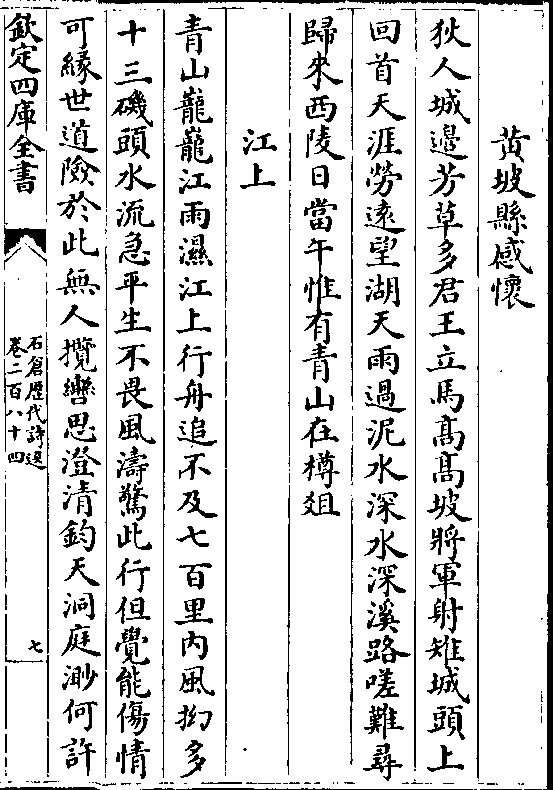 黄坡縣感懷
狄人城邉芳草多君王立馬髙髙坡將軍射雉城頭上
回首天涯勞遠望湖天雨過泥水深水深溪路嗟難尋
歸來西陵日當午惟有青山在樽俎
江上
青山巃巃江雨濕江上行舟追不及七百里内風拗多
十三磯頭水流急平生不畏風濤驚此行但覺能傷情
可緣世道險於此無人攬轡思澄清鈞天洞庭渺何許
欽定四庫全書
石倉歴代詩選
卷二百八十四
七